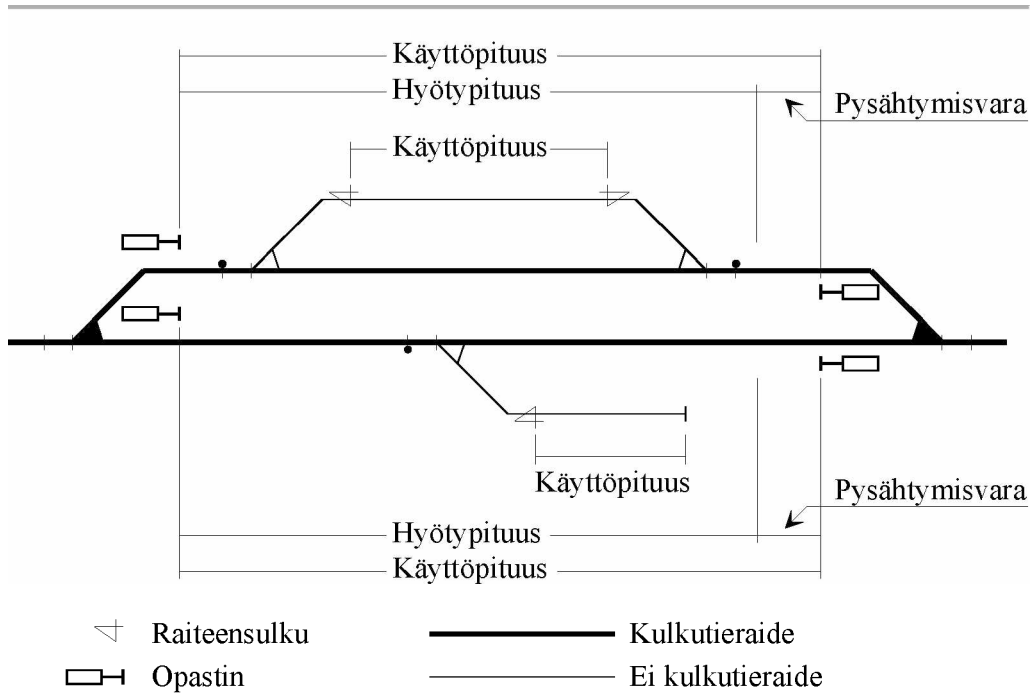 Käyttöpituus
Hyötypituus
Pysähtymisvara
Käyttöpituus
Käyttöpituus
Pysähtymisvara
Hyötypituus
Käyttöpituus
Raiteensulku
Kulkutieraide
Opastin
Ei kulkutieraide